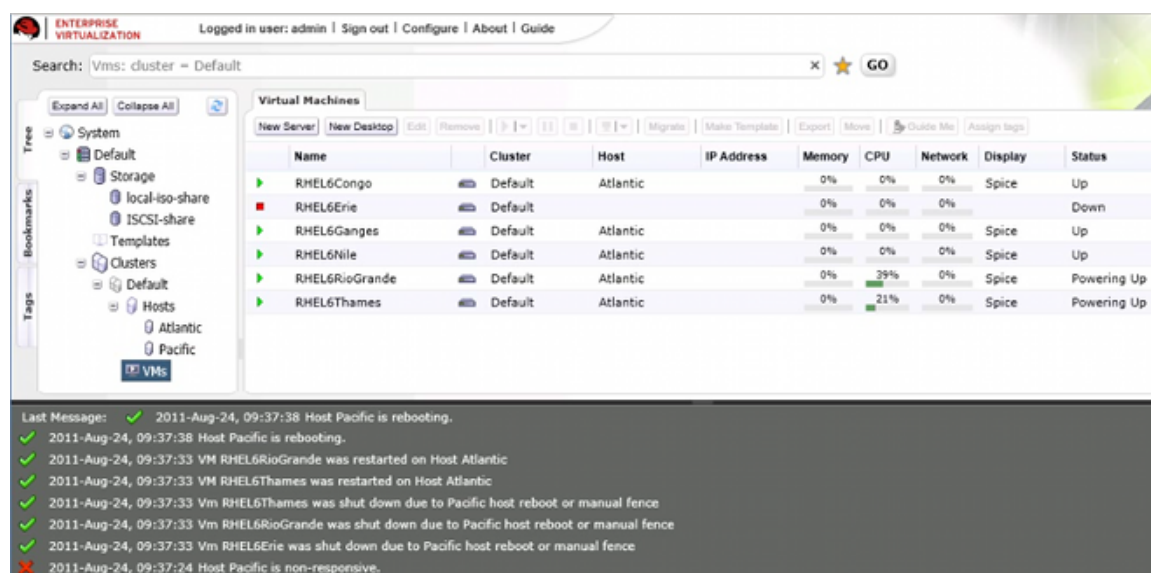 ENTERPRISE
VIRTUALIZATION
Logged in user: admin | Sign out | Configure | About | Guide
Search: Vms: cluster = Default × GO
Tree
Bookmarks
Tags
Expand All Collapse All
System
Default
Storage
local-iso-share
ISCSI-share
Templates
Clusters
Default
Hosts
Atlantic
Pacific
VMs
Virtual Machines
New Server New Desktop Edit Remove Migrate Make Template Export Move Guide Me Assign tags
Name Cluster Host IP Address Memory CPU Network Display Status
RHEL6Congo Default Atlantic 0% 0% 0% Spice Up
RHEL6Erie Default 0% 0% 0% Down
RHEL6Ganges Default Atlantic 0% 0% 0% Spice Up
RHEL6Nile Default Atlantic 0% 0% 0% Spice Up
RHEL6RioGrande Default Atlantic 0% 39% 0% Spice Powering Up
RHEL6Thames Default Atlantic 0% 21% 0% Spice Powering Up
Last Message: 2011-Aug-24, 09:37:38 Host Pacific is rebooting.
2011-Aug-24, 09:37:38 Host Pacific is rebooting.
2011-Aug-24, 09:37:33 VM RHEL6RioGrande was restarted on Host Atlantic
2011-Aug-24, 09:37:33 VM RHEL6Thames was restarted on Host Atlantic
2011-Aug-24, 09:37:33 Vm RHEL6Thames was shut down due to Pacific host reboot or manual fence
2011-Aug-24, 09:37:33 Vm RHEL6RioGrande was shut down due to Pacific host reboot or manual fence
2011-Aug-24, 09:37:33 Vm RHEL6Erie was shut down due to Pacific host reboot or manual fence
2011-Aug-24, 09:37:24 Host Pacific is non-responsive.